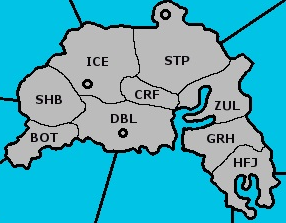 ICE
STP
SHB
CRF
ZUL
DBL
BOT
GRH
HFJ